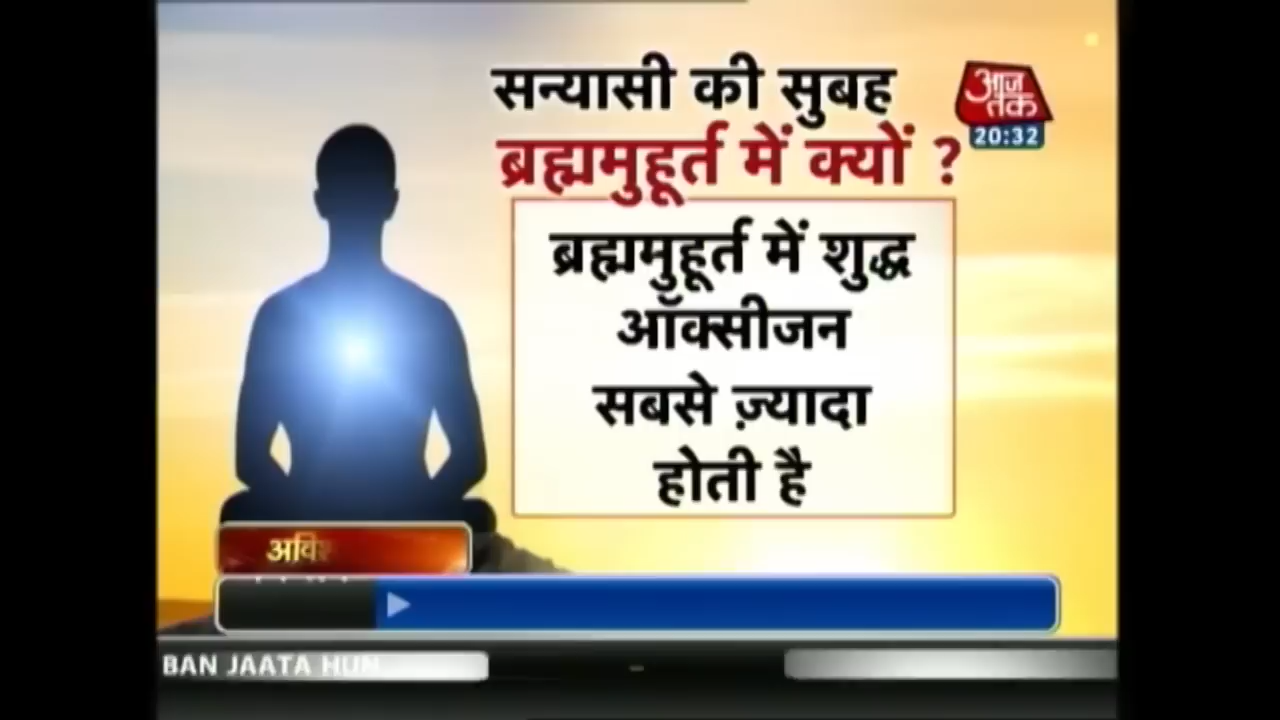 सन्यासी की सुबह
ब्रह्ममुहूर्त में क्यों ?
आज
तक
20:32
ब्रह्ममुहूर्त में शुद्ध
ऑक्सीजन
सबसे ज़्यादा
होती है
BAN JAATA HUN